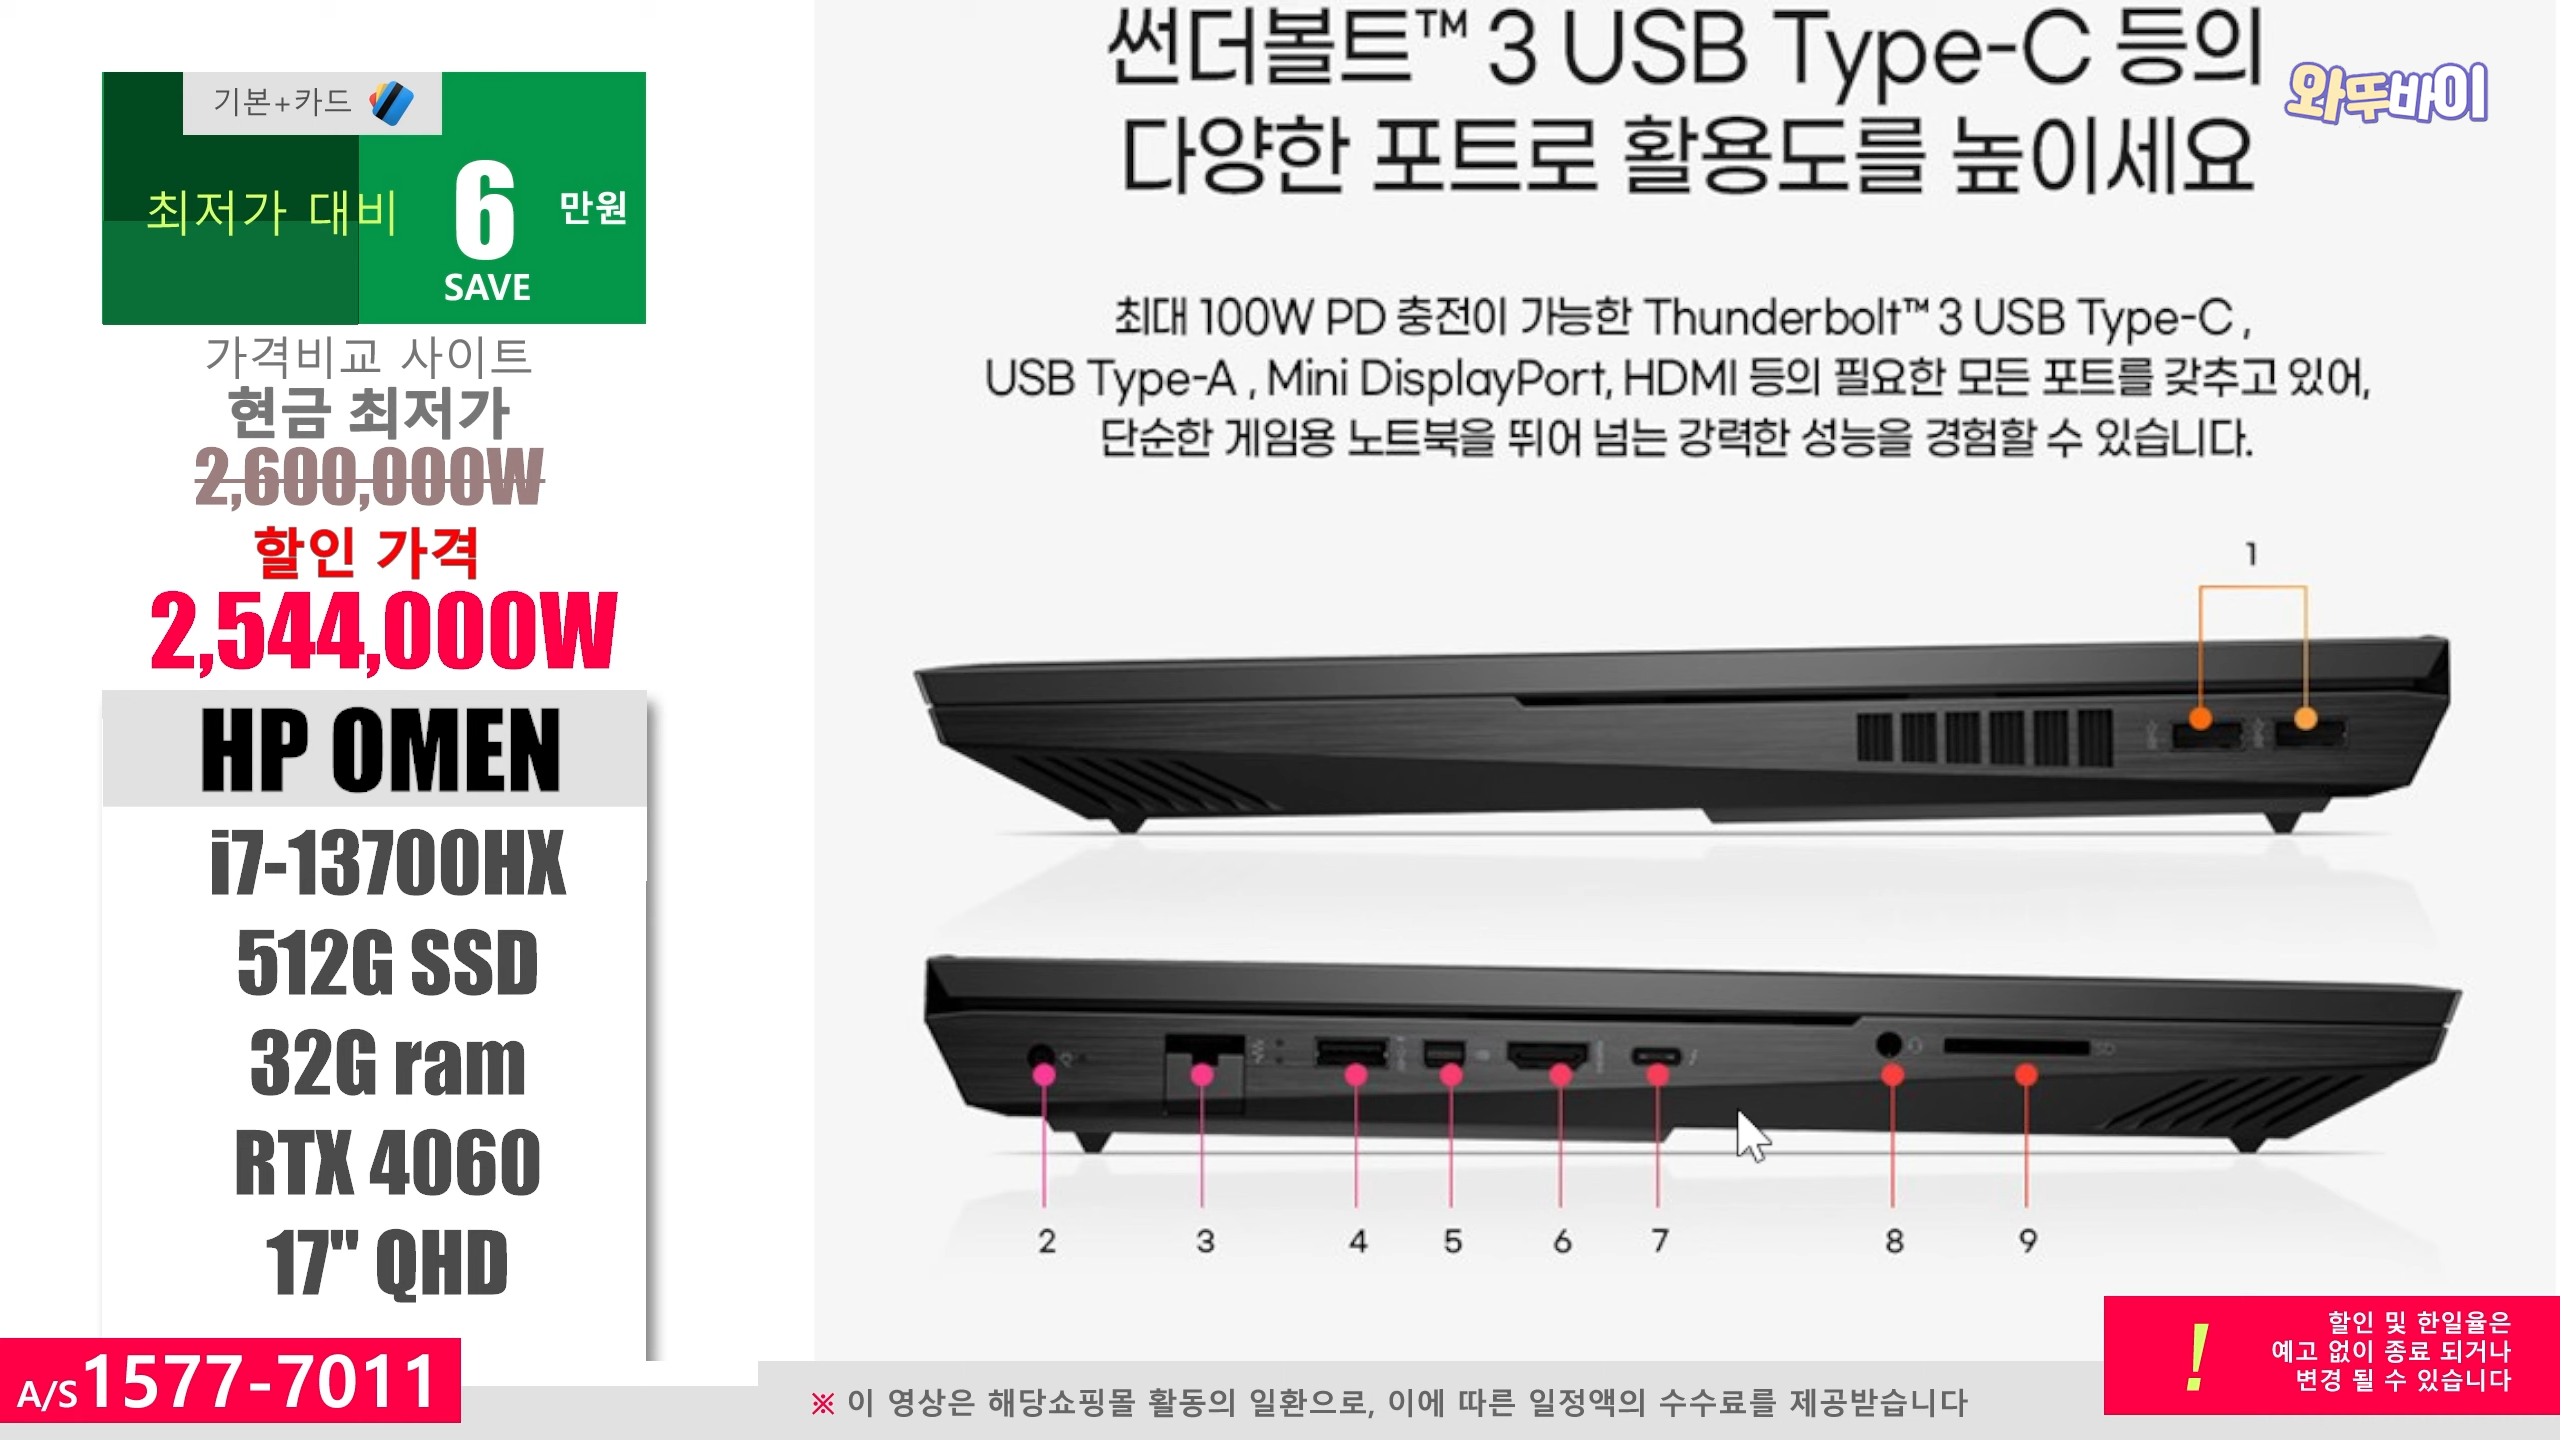 기본+카드
최저가 대비 6 만원
SAVE
가격비교 사이트
현금 최저가
2,600,000W
할인 가격
2,544,000W
HP OMEN
i7-13700HX
512G SSD
32G ram
RTX 4060
17" QHD
A/S 1577-7011
썬더볼트™ 3 USB Type-C 등의
다양한 포트로 활용도를 높이세요
와뚜바이
최대 100W PD 충전이 가능한 Thunderbolt™ 3 USB Type-C ,
USB Type-A , Mini DisplayPort, HDMI 등의 필요한 모든 포트를 갖추고 있어,
단순한 게임용 노트북을 뛰어 넘는 강력한 성능을 경험할 수 있습니다.
1
2 3 4 5 6 7 8 9
※ 이 영상은 해당쇼핑몰 활동의 일환으로, 이에 따른 일정액의 수수료를 제공받습니다
! 할인 및 한일율은
예고 없이 종료 되거나
변경 될 수 있습니다